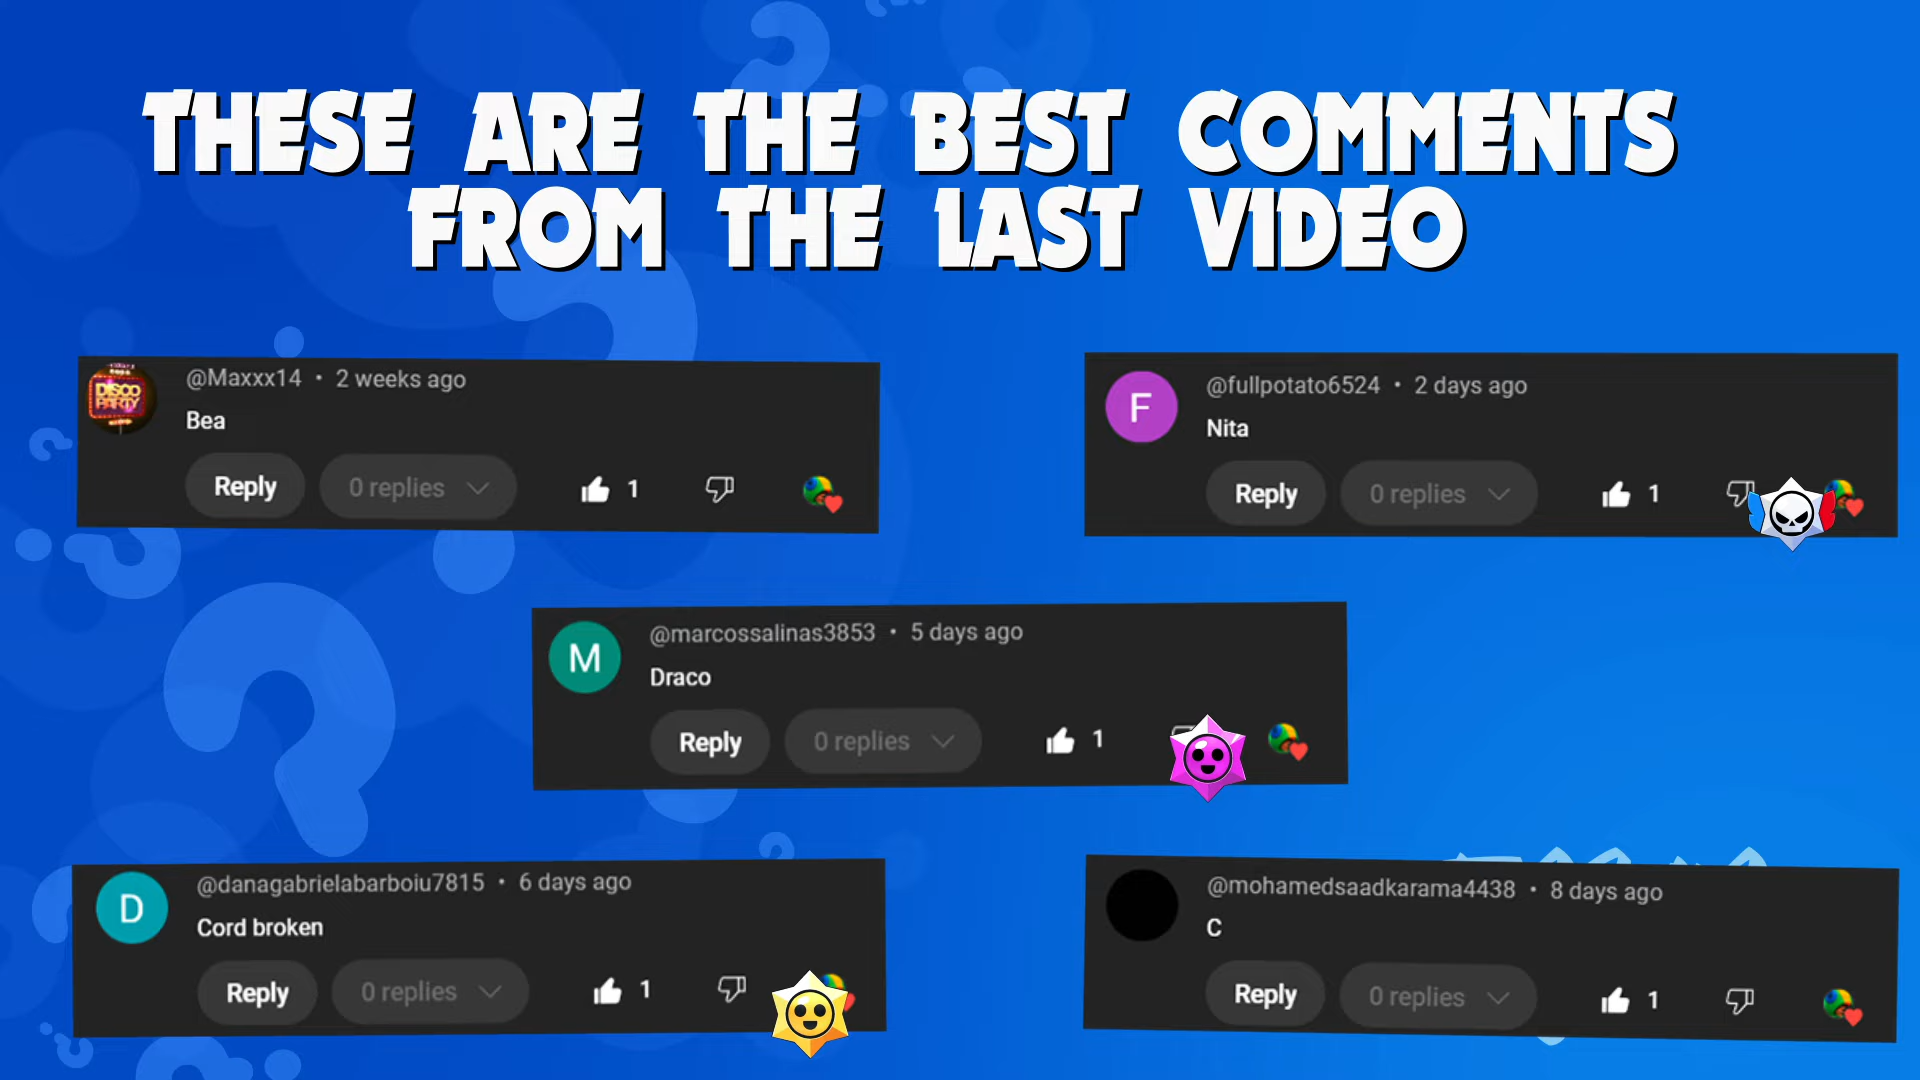 THESE ARE THE BEST COMMENTS
FROM THE LAST VIDEO
DISCO
PARTY
@Maxxx14 • 2 weeks ago
Bea
Reply 0 replies 1
F
@fullpotato6524 • 2 days ago
Nita
Reply 0 replies 1
M
@marcossalinas3853 • 5 days ago
Draco
Reply 0 replies 1
D
@danagabrielabarboiu7815 • 6 days ago
Cord broken
Reply 0 replies 1
@mohamedsaadkarama4438 • 8 days ago
C
Reply 0 replies 1